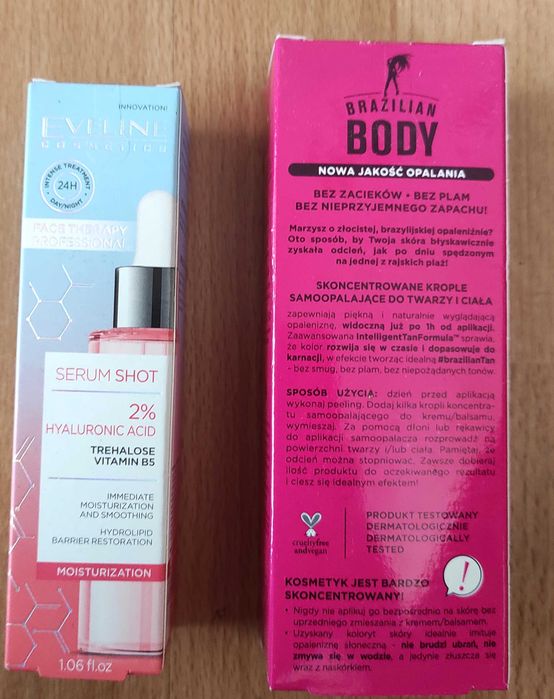 INNOVATION!
EVELINE
cosmetics
INTENSE TREATMENT
24H
DAY/NIGHT
FACE THERAPY
PROFESSIONAL
SERUM SHOT
2%
HYALURONIC ACID
TREHALOSE
VITAMIN B5
IMMEDIATE
MOISTURIZATION
AND SMOOTHING
HYDROLIPID
BARRIER RESTORATION
MOISTURIZATION
1.06 fl.oz
BRAZILIAN
BODY
NOWA JAKOŚĆ OPALANIA
BEZ ZACIEKÓW • BEZ PLAM
BEZ NIEPRZYJEMNEGO ZAPACHU!
Marzysz o złocistej, brazylijskiej opaleniźnie?
Oto sposób, by Twoja skóra błyskawicznie
zyskała odcień, jak po dniu spędzonym
na jednej z rajskich plaż!
SKONCENTROWANE KROPLE
SAMOOPALAJĄCE DO TWARZY I CIAŁA
zapewniają piękną i naturalnie wyglądającą
opaleniznę, widoczną już po 1h od aplikacji.
Zaawansowana IntelligentTanFormula™ sprawia,
że kolor rozwija się w czasie i dopasowuje do
karnacji, w efekcie tworząc idealną #brazilianTan
- bez smug, bez plam, bez niepożądanych tonów.
SPOSÓB UŻYCIA: dzień przed aplikacją
wykonaj peeling. Dodaj kilka kropli koncentra-
tu samoopalającego do kremu/balsamu,
wymieszaj. Za pomocą dłoni lub rękawicy
do aplikacji samoopalacza rozprowadź na
powierzchni twarzy i/lub ciała. Pamiętaj, że
odcień można stopniować. Zawsze dobieraj
ilość produktu do oczekiwanego rezultatu
i ciesz się idealnym efektem!
crueltyfree
andvegan
PRODUKT TESTOWANY
DERMATOLOGICZNIE
DERMATOLOGICALLY
TESTED
KOSMETYK JEST BARDZO
SKONCENTROWANY!
!
• Nigdy nie aplikuj go bezpośrednio na skórę bez
uprzedniego zmieszania z kremem/balsamem.
• Uzyskany koloryt skóry idealnie imituje
opaleniznę słoneczną - nie brudzi ubrań, nie
zmywa się w wodzie, a jedynie złuszcza się
wraz z naskórkiem.